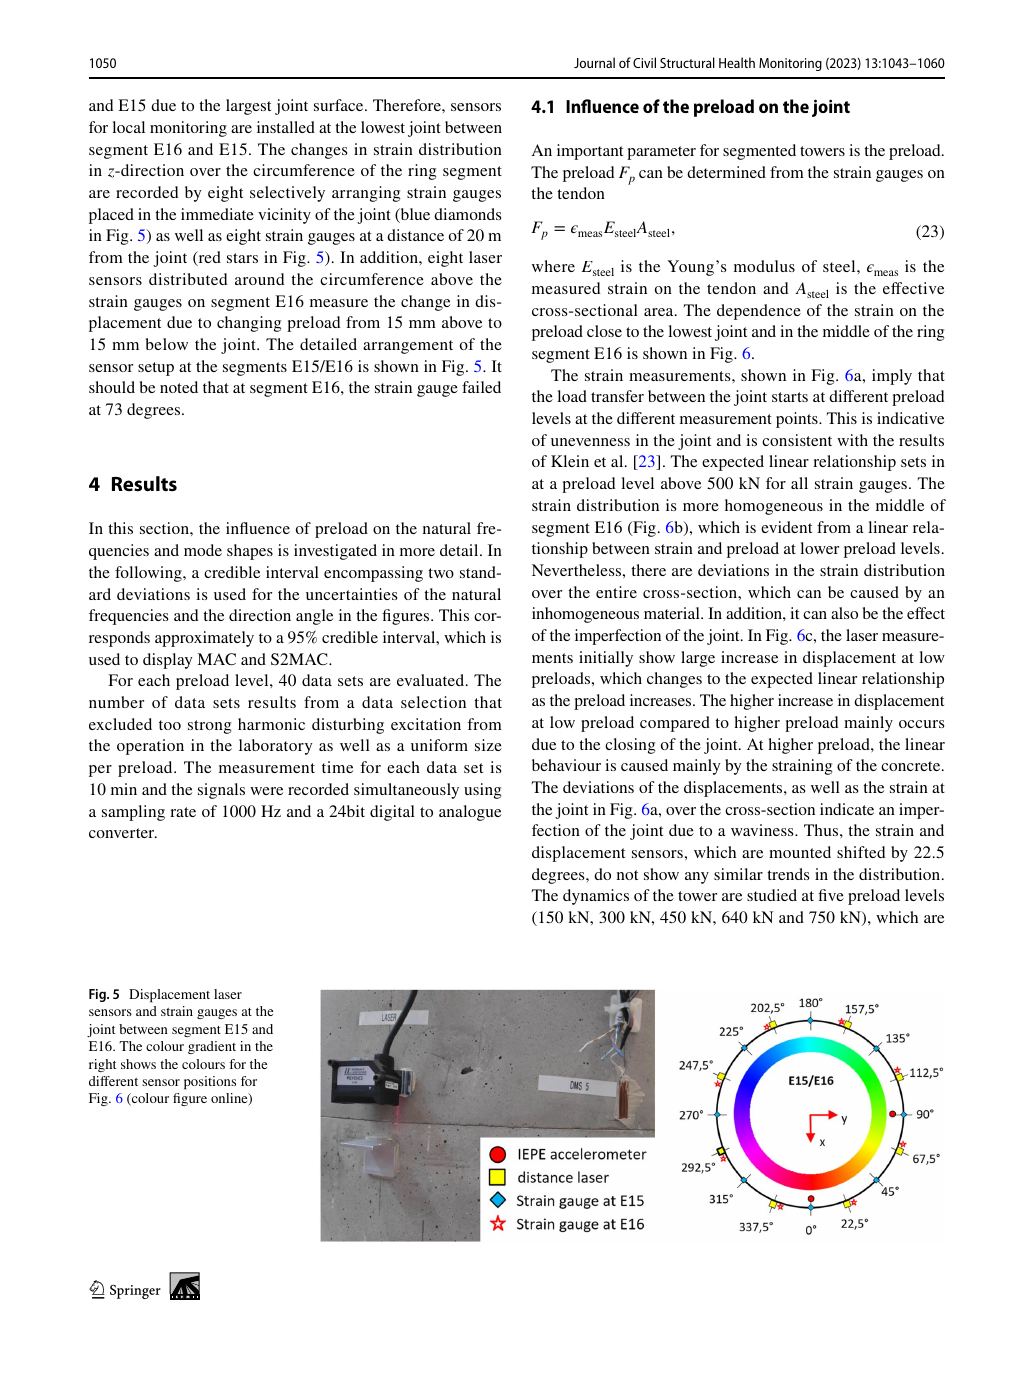 1050
Journal of Civil Structural Health Monitoring (2023) 13:1043–1060
and E15 due to the largest joint surface. Therefore, sensors
for local monitoring are installed at the lowest joint between
segment E16 and E15. The changes in strain distribution
in z-direction over the circumference of the ring segment
are recorded by eight selectively arranging strain gauges
placed in the immediate vicinity of the joint (blue diamonds
in Fig. 5) as well as eight strain gauges at a distance of 20 m
from the joint (red stars in Fig. 5). In addition, eight laser
sensors distributed around the circumference above the
strain gauges on segment E16 measure the change in dis-
placement due to changing preload from 15 mm above to
15 mm below the joint. The detailed arrangement of the
sensor setup at the segments E15/E16 is shown in Fig. 5. It
should be noted that at segment E16, the strain gauge failed
at 73 degrees.
4 Results
In this section, the influence of preload on the natural fre-
quencies and mode shapes is investigated in more detail. In
the following, a credible interval encompassing two stand-
ard deviations is used for the uncertainties of the natural
frequencies and the direction angle in the figures. This cor-
responds approximately to a 95% credible interval, which is
used to display MAC and S2MAC.
For each preload level, 40 data sets are evaluated. The
number of data sets results from a data selection that
excluded too strong harmonic disturbing excitation from
the operation in the laboratory as well as a uniform size
per preload. The measurement time for each data set is
10 min and the signals were recorded simultaneously using
a sampling rate of 1000 Hz and a 24bit digital to analogue
converter.
4.1 Influence of the preload on the joint
An important parameter for segmented towers is the preload.
The preload Fp can be determined from the strain gauges on
the tendon
Fp = ϵmeasEsteelAsteel, (23)
where Esteel is the Young's modulus of steel, ϵmeas is the
measured strain on the tendon and Asteel is the effective
cross-sectional area. The dependence of the strain on the
preload close to the lowest joint and in the middle of the ring
segment E16 is shown in Fig. 6.
The strain measurements, shown in Fig. 6a, imply that
the load transfer between the joint starts at different preload
levels at the different measurement points. This is indicative
of unevenness in the joint and is consistent with the results
of Klein et al. [23]. The expected linear relationship sets in
at a preload level above 500 kN for all strain gauges. The
strain distribution is more homogeneous in the middle of
segment E16 (Fig. 6b), which is evident from a linear rela-
tionship between strain and preload at lower preload levels.
Nevertheless, there are deviations in the strain distribution
over the entire cross-section, which can be caused by an
inhomogeneous material. In addition, it can also be the effect
of the imperfection of the joint. In Fig. 6c, the laser measure-
ments initially show large increase in displacement at low
preloads, which changes to the expected linear relationship
as the preload increases. The higher increase in displacement
at low preload compared to higher preload mainly occurs
due to the closing of the joint. At higher preload, the linear
behaviour is caused mainly by the straining of the concrete.
The deviations of the displacements, as well as the strain at
the joint in Fig. 6a, over the cross-section indicate an imper-
fection of the joint due to a waviness. Thus, the strain and
displacement sensors, which are mounted shifted by 22.5
degrees, do not show any similar trends in the distribution.
The dynamics of the tower are studied at five preload levels
(150 kN, 300 kN, 450 kN, 640 kN and 750 kN), which are
Fig. 5 Displacement laser
sensors and strain gauges at the
joint between segment E15 and
E16. The colour gradient in the
right shows the colours for the
different sensor positions for
Fig. 6 (colour figure online)
LASER
DMS 5
IEPE accelerometer
distance laser
Strain gauge at E15
Strain gauge at E16
180°
202,5°
157,5°
225°
135°
247,5°
112,5°
E15/E16
270°
90°
y
x
292,5°
67,5°
315°
45°
337,5°
0°
22,5°
Springer